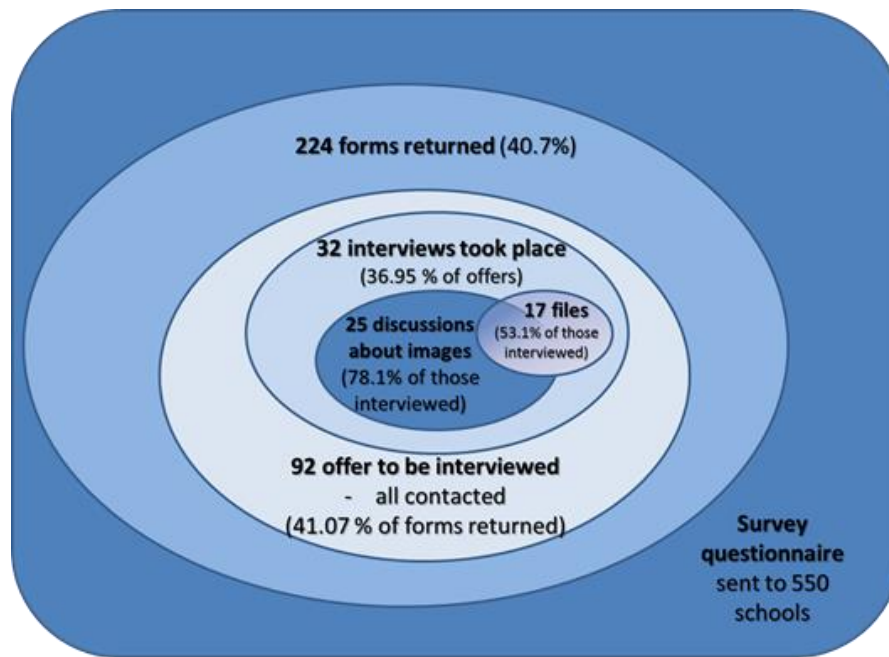 224 forms returned (40.7%)
32 interviews took place
(36.95 % of offers)
17 files
(53.1% of those
interviewed)
25 discussions
about images
(78.1% of those
interviewed)
92 offer to be interviewed
- all contacted
(41.07 % of forms returned)
Survey
questionnaire
sent to 550
schools